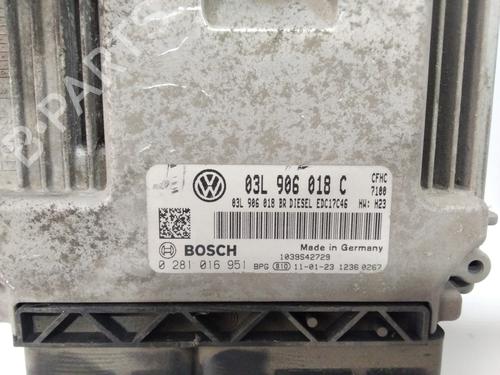 03L 906 018 C CFHC
7100
03L 906 018 BR DIESEL EDC17C46 HW: H23
BOSCH
Made in Germany
1039S42729
0 281 016 951 BPG 810 11-01-23 1236 0267
B-PARTS